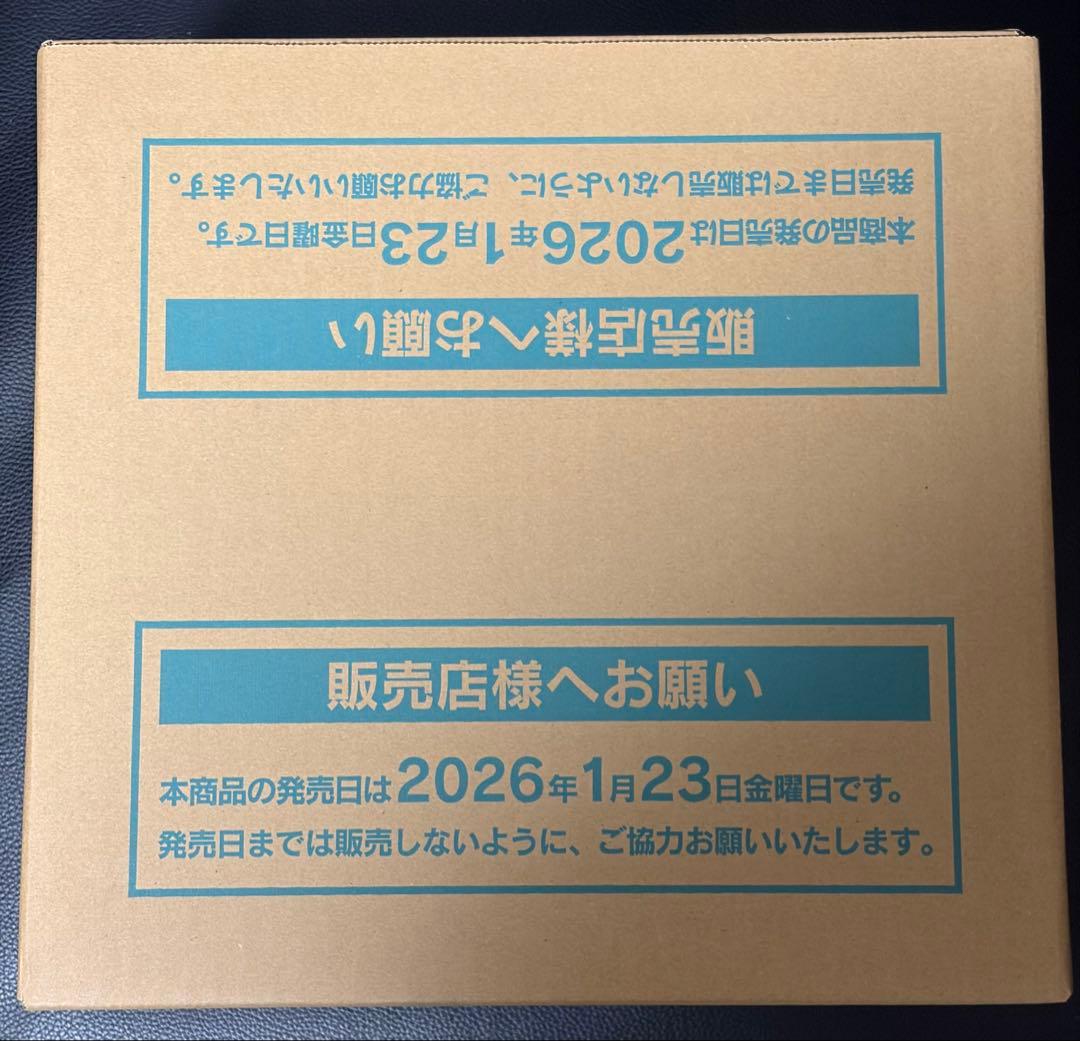 発売日までは販売しないように、ご協力お願いいたします。
本商品の発売日は2026年1月23日金曜日です。
販売店様へお願い
販売店様へお願い
本商品の発売日は2026年1月23日金曜日です。
発売日までは販売しないように、ご協力お願いいたします。